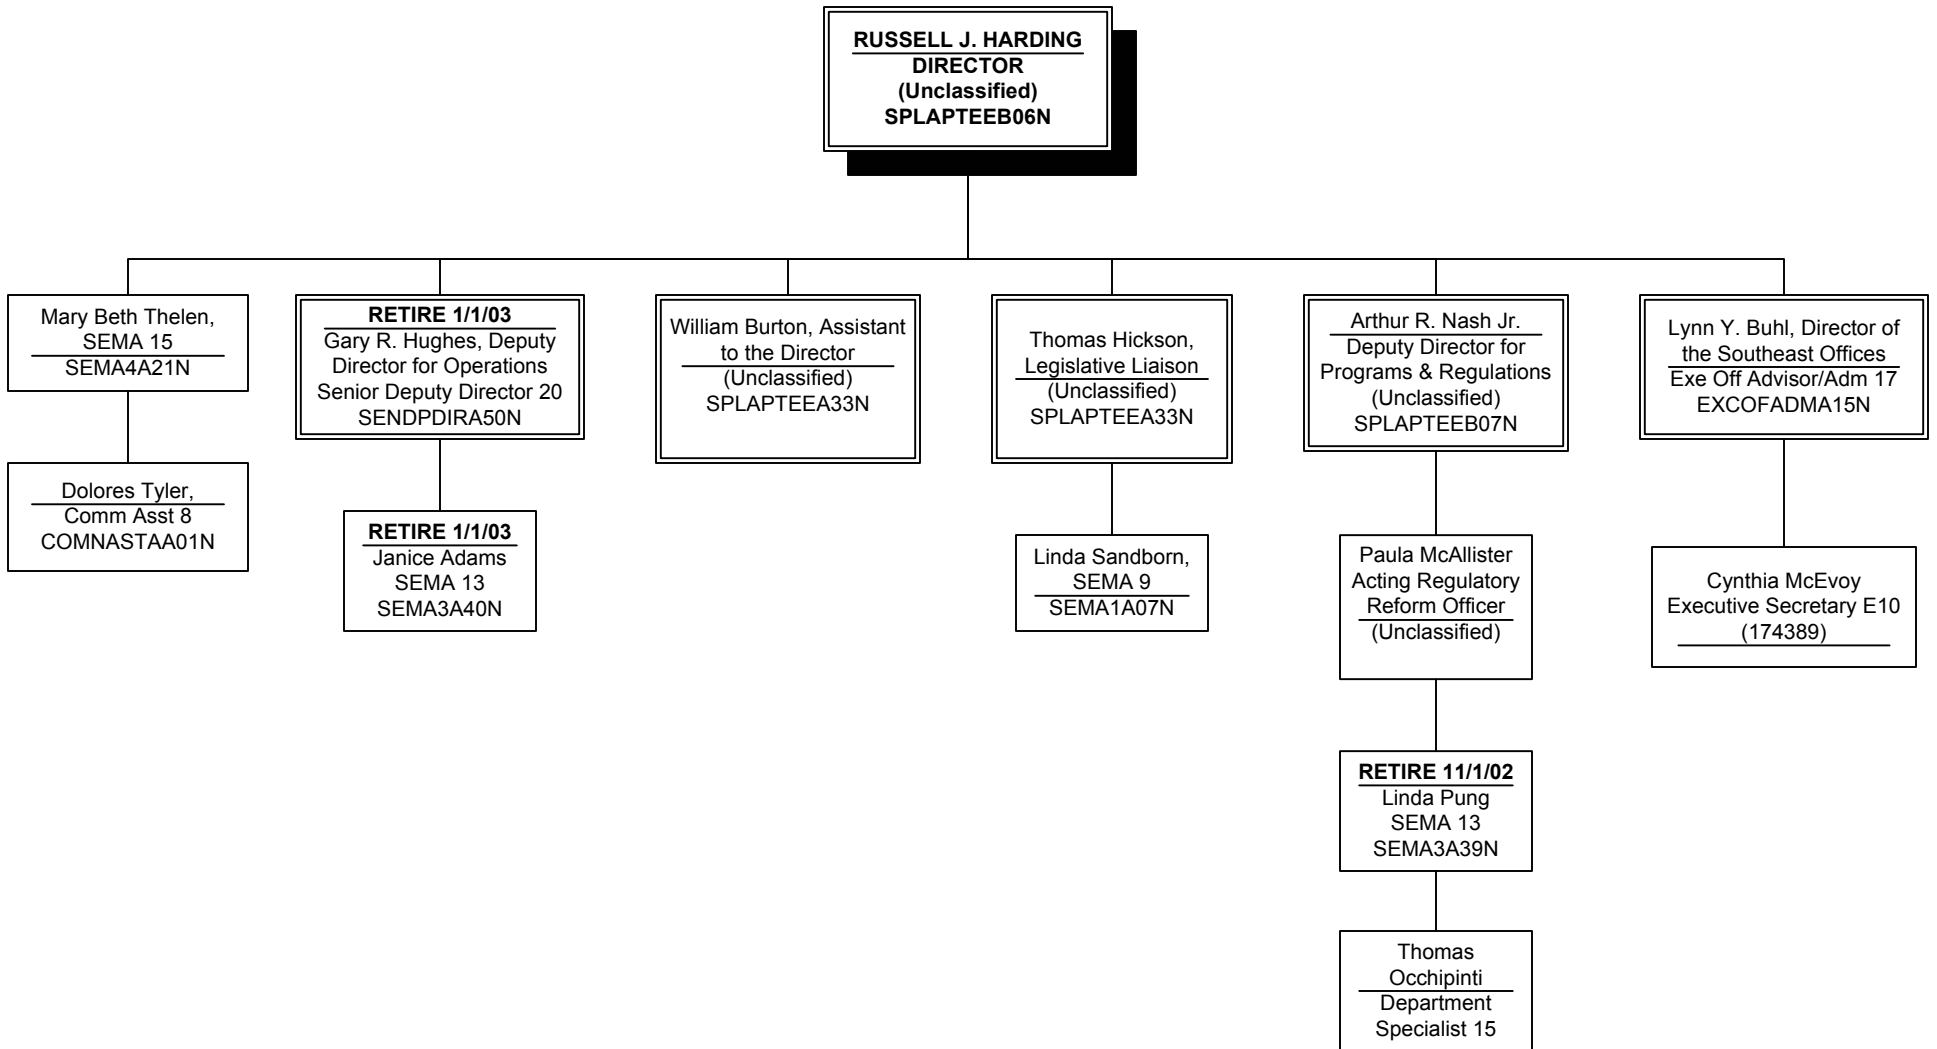 RUSSELL J. HARDING
DIRECTOR
(Unclassified)
SPLAPTEEB06N
Mary Beth Thelen,
SEMA 15
SEMA4A21N
Dolores Tyler,
Comm Asst 8
COMNASTAA01N
RETIRE 1/1/03
Gary R. Hughes, Deputy
Director for Operations
Senior Deputy Director 20
SENDPDIRA50N
RETIRE 1/1/03
Janice Adams
SEMA 13
SEMA3A40N
William Burton, Assistant
to the Director
(Unclassified)
SPLAPTEEA33N
Thomas Hickson,
Legislative Liaison
(Unclassified)
SPLAPTEEA33N
Linda Sandborn,
SEMA 9
SEMA1A07N
Arthur R. Nash Jr.
Deputy Director for
Programs & Regulations
(Unclassified)
SPLAPTEEB07N
Paula McAllister
Acting Regulatory
Reform Officer
(Unclassified)
RETIRE 11/1/02
Linda Pung
SEMA 13
SEMA3A39N
Thomas
Occhipinti
Department
Specialist 15
Lynn Y. Buhl, Director of
the Southeast Offices
Exe Off Advisor/Adm 17
EXCOFADMA15N
Cynthia McEvoy
Executive Secretary E10
(174389)